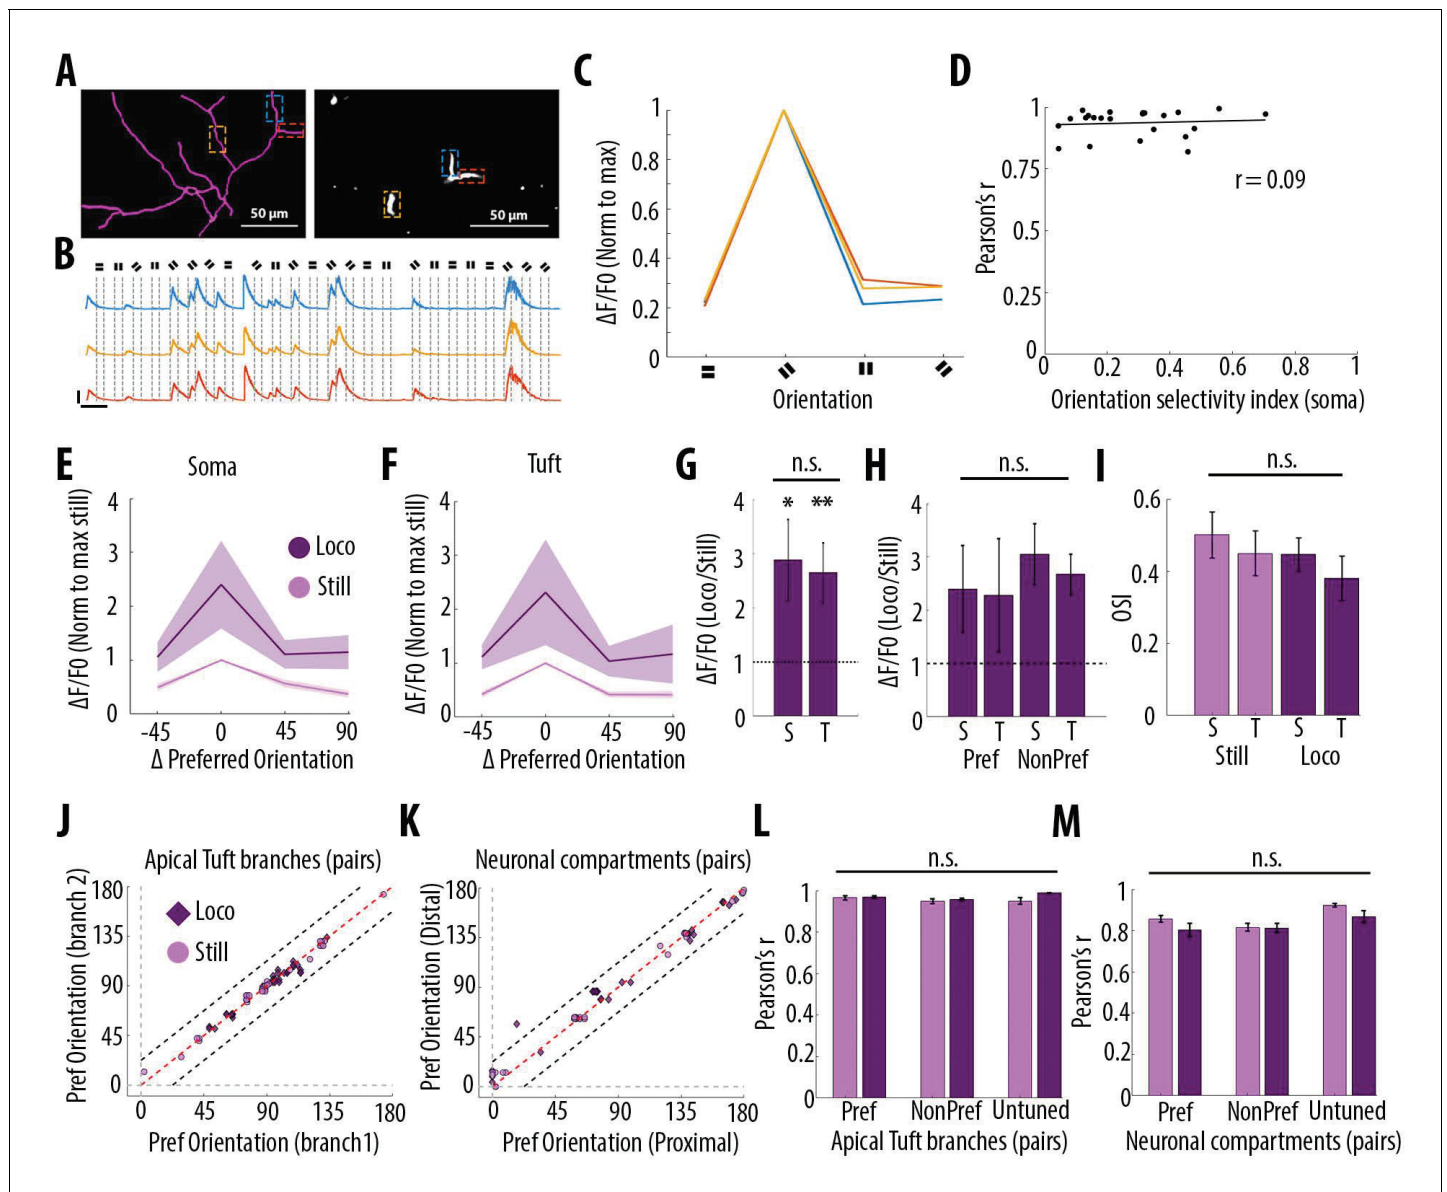 A
50 µm
50 µm
B
C
ΔF/F0 (Norm to max)
1
0.8
0.6
0.4
0.2
0
Orientation
D
Pearson's r
1
0.75
0.5
0.25
0
r = 0.09
0 0.2 0.4 0.6 0.8 1
Orientation selectivity index (soma)
E
Soma
ΔF/F0 (Norm to max still)
4
3
2
1
0
Loco
Still
-45 0 45 90
Δ Preferred Orientation
F
Tuft
ΔF/F0 (Norm to max still)
4
3
2
1
0
-45 0 45 90
Δ Preferred Orientation
G
n.s.
* **
ΔF/F0 (Loco/Still)
4
3
2
1
0
S T
H
n.s.
ΔF/F0 (Loco/Still)
4
3
2
1
0
S T S T
Pref NonPref
I
n.s.
OSI
0.6
0.4
0.2
0
S T S T
Still Loco
J
Apical Tuft branches (pairs)
Pref Orientation (branch 2)
180
135
90
45
0
Loco
Still
0 45 90 135 180
Pref Orientation (branch1)
K
Neuronal compartments (pairs)
Pref Orientation (Distal)
180
135
90
45
0
0 45 90 135 180
Pref Orientation (Proximal)
L
n.s.
Pearson's r
1
0.8
0.6
0.4
0.2
0
Pref NonPref Untuned
Apical Tuft branches (pairs)
M
n.s.
Pearson's r
1
0.8
0.6
0.4
0.2
0
Pref NonPref Untuned
Neuronal compartments (pairs)